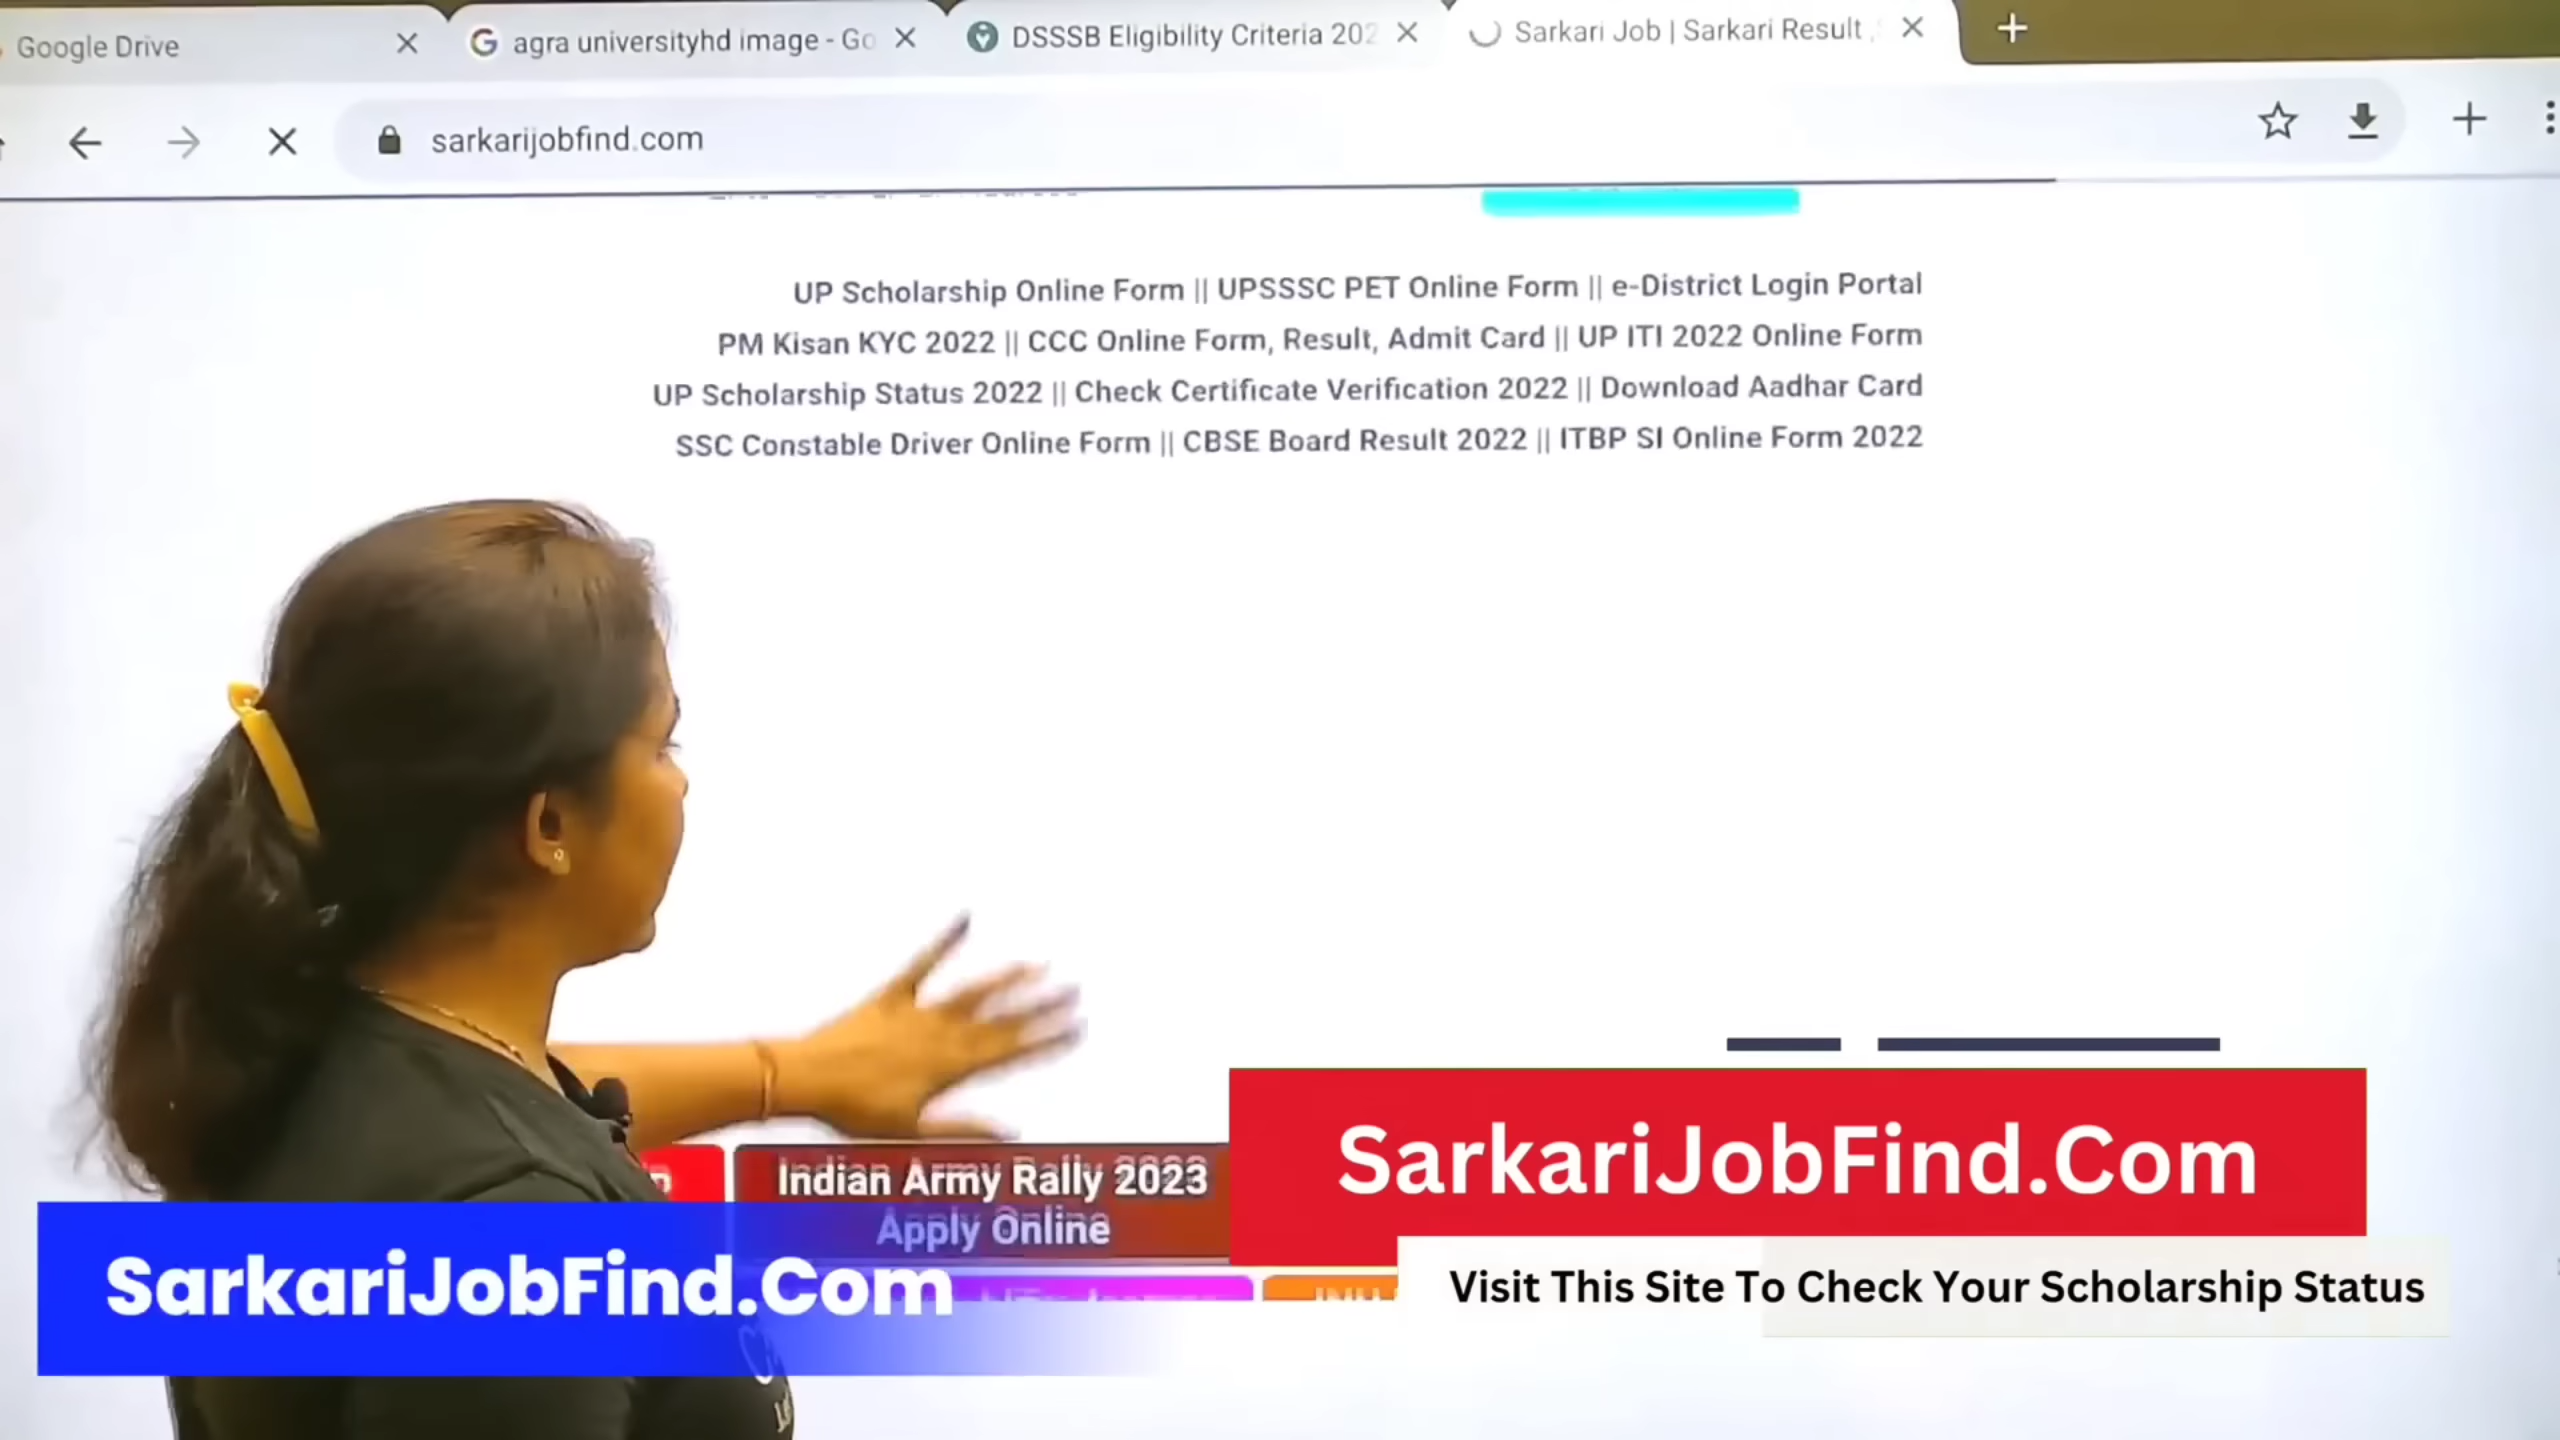 Google Drive
agra universityhd image - Go
DSSSB Eligibility Criteria 202
Sarkari Job | Sarkari Result
sarkarijobfind.com
UP Scholarship Online Form || UPSSSC PET Online Form || e-District Login Portal
PM Kisan KYC 2022 || CCC Online Form, Result, Admit Card || UP ITI 2022 Online Form
UP Scholarship Status 2022 || Check Certificate Verification 2022 || Download Aadhar Card
SSC Constable Driver Online Form || CBSE Board Result 2022 || ITBP SI Online Form 2022
Indian Army Rally 2023
Apply Online
SarkariJobFind.Com
Visit This Site To Check Your Scholarship Status
SarkariJobFind.Com